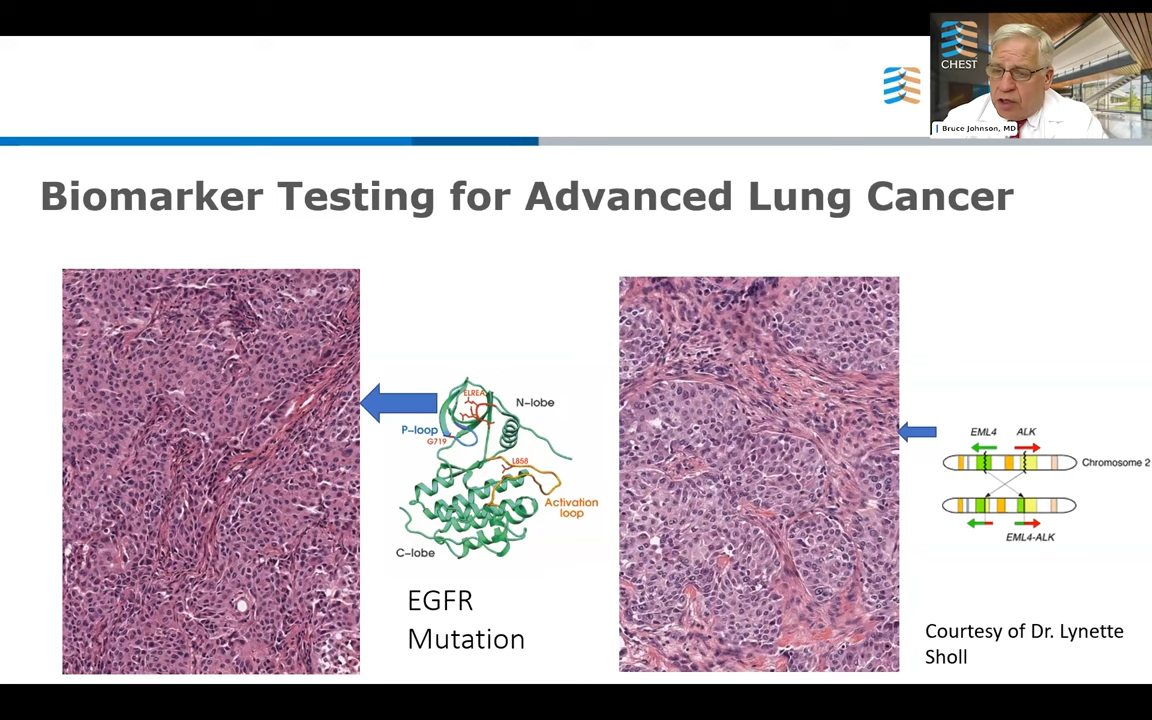 CHEST
Bruce Johnson, MD
Biomarker Testing for Advanced Lung Cancer
ELREA
N-lobe
P-loop
G719
L858
Activation
loop
C-lobe
EGFR
Mutation
EML4 ALK
Chromosome 2
EML4-ALK
Courtesy of Dr. Lynette
Sholl